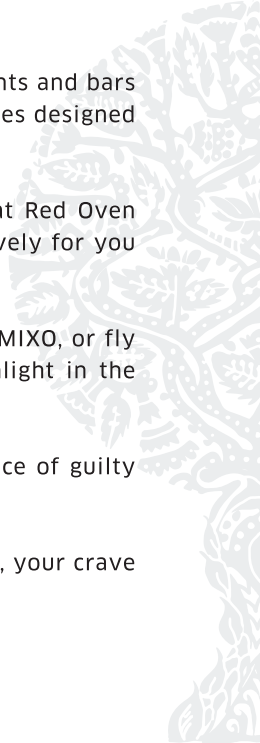 nts and bars
es designed
at Red Oven
vely for you
MIXO, or fly
light in the
ce of guilty
, your crave